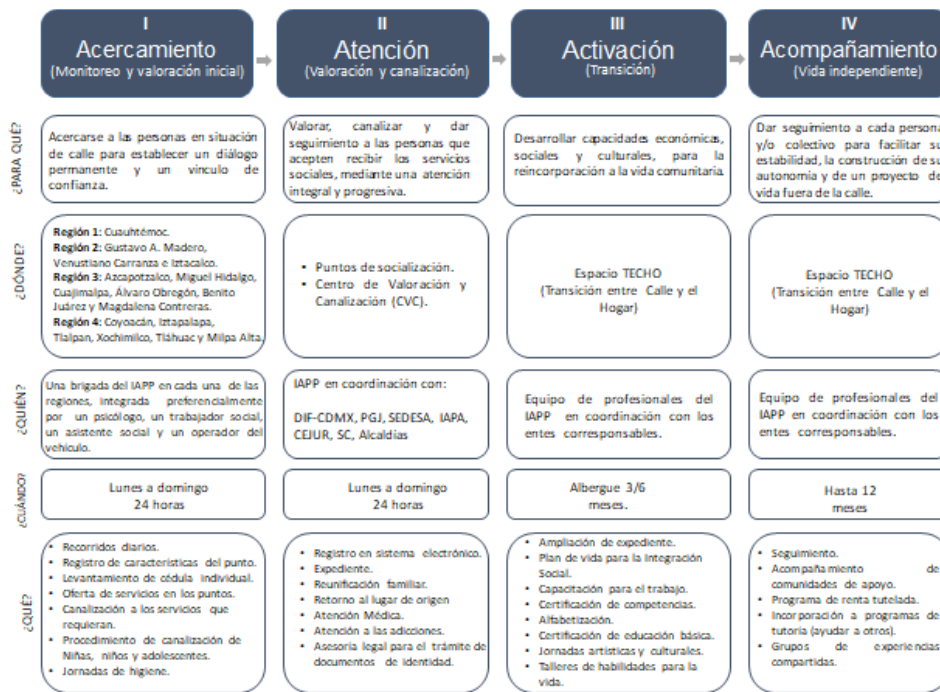 I
Acercamiento
(Monitoreo y valoración inicial)
II
Atención
(Valoración y canalización)
III
Activación
(Transición)
IV
Acompañamiento
(Vida independiente)
¿PARA QUÉ?
Acercarse a las personas en situación
de calle para establecer un diálogo
permanente y un vínculo de
confianza.
Valorar, canalizar y dar
seguimiento a las personas que
acepten recibir los servicios
sociales, mediante una atención
integral y progresiva.
Desarrollar capacidades económicas,
sociales y culturales, para la
reincorporación a la vida comunitaria.
Dar seguimiento a cada persona
y/o colectivo para facilitar su
estabilidad, la construcción de su
autonomía y de un proyecto de
vida fuera de la calle.
¿DÓNDE?
Región 1: Cuauhtémoc.
Región 2: Gustavo A. Madero,
Venustiano Carranza e Iztacalco.
Región 3: Azcapotzalco, Miguel Hidalgo,
Cuajimalpa, Álvaro Obregón, Benito
Juárez y Magdalena Contreras.
Región 4: Coyoacán, Iztapalapa,
Tlalpan, Xochimilco, Tláhuac y Milpa Alta.
• Puntos de socialización.
• Centro de Valoración y
Canalización (CVC).
Espacio TECHO
(Transición entre Calle y el
Hogar)
Espacio TECHO
(Transición entre Calle y el
Hogar)
¿QUIÉN?
Una brigada del IAPP en cada una de las
regiones, integrada preferencialmente
por un psicólogo, un trabajador social,
un asistente social y un operador del
vehículo.
IAPP en coordinación con:
DIF-CDMX, PGJ, SEDESA, IAPA,
CEJUR, SC, Alcaldías
Equipo de profesionales del
IAPP en coordinación con los
entes corresponsables.
Equipo de profesionales del
IAPP en coordinación con los
entes corresponsables.
¿CUÁNDO?
Lunes a domingo
24 horas
Lunes a domingo
24 horas
Albergue 3/6
meses.
Hasta 12
meses
¿QUÉ?
• Recorridos diarios.
• Registro de características del punto.
• Levantamiento de cédula individual.
• Oferta de servicios en los puntos.
• Canalización a los servicios que
requieran.
• Procedimiento de canalización de
Niñas, niños y adolescentes.
• Jornadas de higiene.
• Registro en sistema electrónico.
• Expediente.
• Reunificación familiar.
• Retorno al lugar de origen
• Atención Médica.
• Atención a las adicciones.
• Asesoría legal para el trámite de
documentos de identidad.
• Ampliación de expediente.
• Plan de vida para la Integración
Social.
• Capacitación para el trabajo.
• Certificación de competencias.
• Alfabetización.
• Certificación de educación básica.
• Jornadas artísticas y culturales.
• Talleres de habilidades para la
vida.
• Seguimiento.
• Acompañamiento de
comunidades de apoyo.
• Programa de renta tutelada.
• Incorporación a programas de
tutoría (ayudar a otros).
• Grupos de experiencias
compartidas.